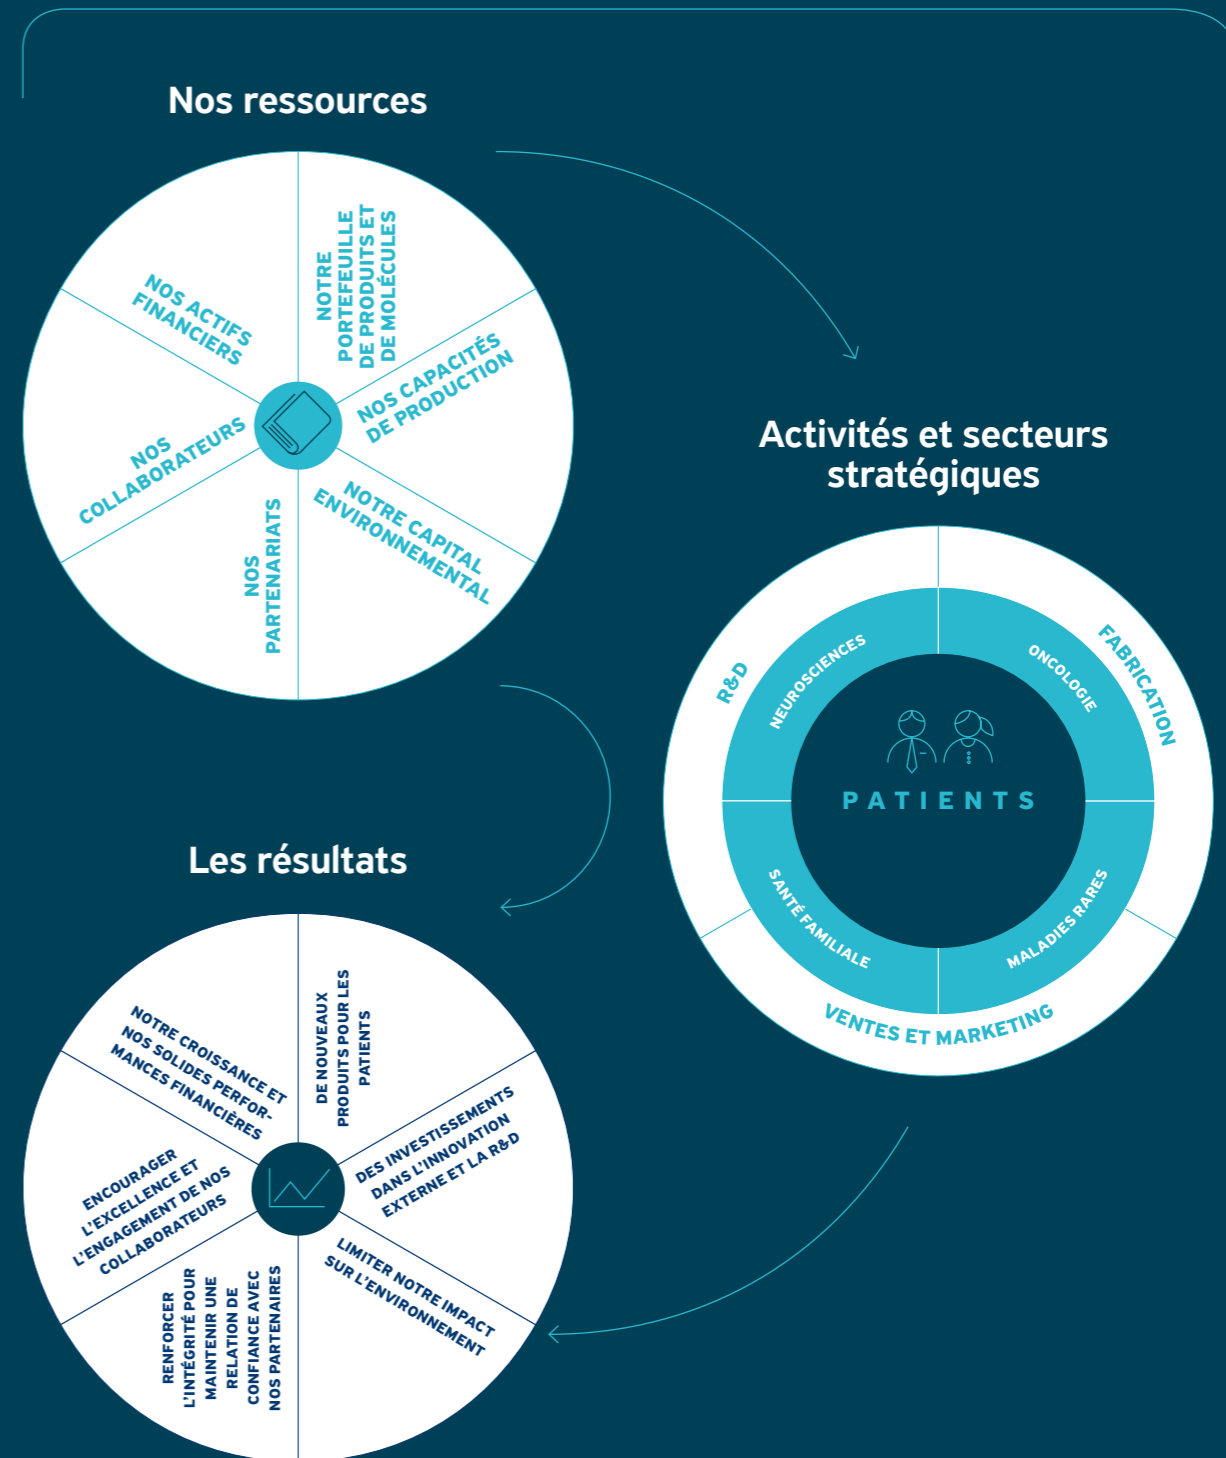 Nos ressources
NOTRE
PORTEFEUILLE
DE PRODUITS ET
DE MOLÉCULES
NOS CAPACITÉS
DE PRODUCTION
NOTRE CAPITAL
ENVIRONNEMENTAL
NOS
PARTENARIATS
NOS
COLLABORATEURS
NOS ACTIFS
FINANCIERS
Activités et secteurs
stratégiques
R&D
FABRICATION
VENTES ET MARKETING
NEUROSCIENCES
ONCOLOGIE
MALADIES RARES
SANTÉ FAMILIALE
PATIENTS
Les résultats
DE NOUVEAUX
PRODUITS POUR LES
PATIENTS
DES INVESTISSEMENTS
DANS L'INNOVATION
EXTERNE ET LA R&D
LIMITER NOTRE IMPACT
SUR L'ENVIRONNEMENT
RENFORCER
L'INTÉGRITÉ POUR
MAINTENIR UNE
RELATION DE
CONFIANCE AVEC
NOS PARTENAIRES
ENCOURAGER
L'EXCELLENCE ET
L'ENGAGEMENT DE NOS
COLLABORATEURS
NOTRE CROISSANCE ET
NOS SOLIDES PERFOR-
MANCES FINANCIÈRES